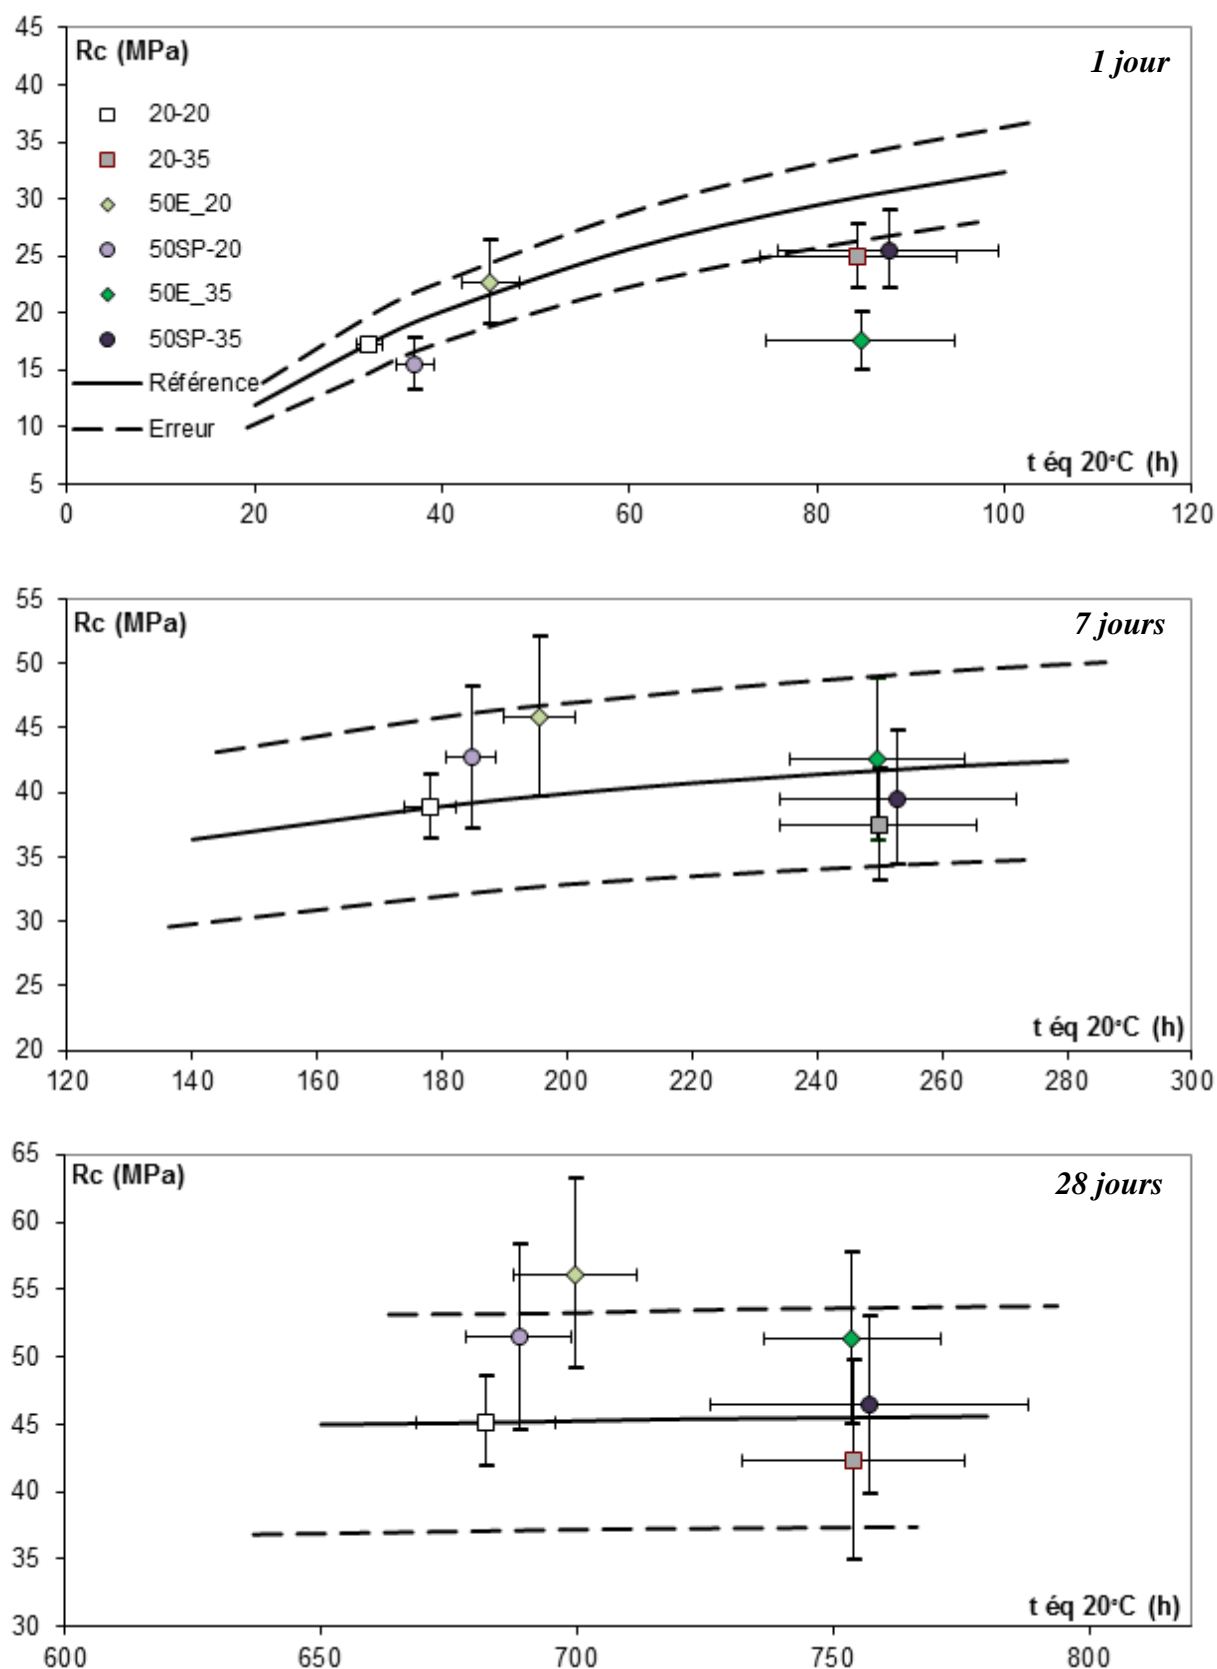 45
Rc (MPa)
1 jour
40
20-20
35
20-35
30
50E_20
25
50SP-20
20
50E_35
15
50SP-35
Référence
10
Erreur
t éq 20°C (h)
5
0 20 40 60 80 100 120
55
Rc (MPa)
7 jours
50
45
40
35
30
25
t éq 20°C (h)
20
120 140 160 180 200 220 240 260 280 300
65
Rc (MPa)
28 jours
60
55
50
45
40
35
t éq 20°C (h)
30
600 650 700 750 800